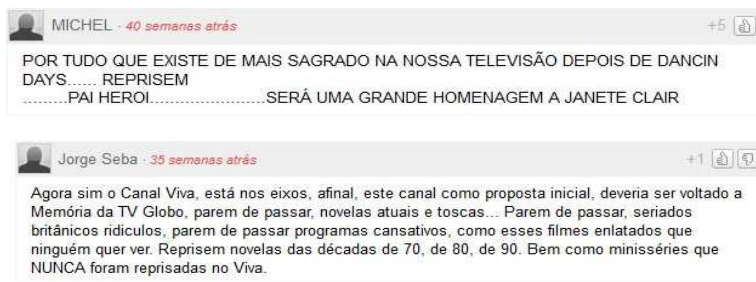 MICHEL · 40 semanas atrás +5
POR TUDO QUE EXISTE DE MAIS SAGRADO NA NOSSA TELEVISÃO DEPOIS DE DANCIN
DAYS...... REPRISEM
.........PAI HEROI.......................SERÁ UMA GRANDE HOMENAGEM A JANETE CLAIR
Jorge Seba · 35 semanas atrás +1
Agora sim o Canal Viva, está nos eixos, afinal, este canal como proposta inicial, deveria ser voltado a
Memória da TV Globo, parem de passar, novelas atuais e toscas... Parem de passar, seriados
britânicos ridiculos, parem de passar programas cansativos, como esses filmes enlatados que
ninguém quer ver. Reprisem novelas das décadas de 70, de 80, de 90. Bem como minisséries que
NUNCA foram reprisadas no Viva.